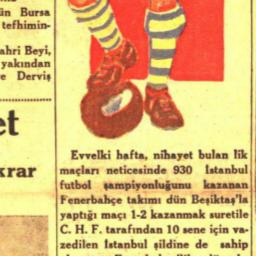 ün Bursa
tefhimin-
ahri Beyi,
yakından
e Derviş
et
krar
Evvelki hafta, nihayet bulan lik
maçları neticesinde 930 İstanbul
futbol şampiyonluğunu kazanan
Fenerbahçe takımı dün Beşiktaş'la
yaptığı maçı 1-2 kazanmak suretile
C. H. F. tarafından 10 sene için va-
zedilen İstanbul şildine de sahip